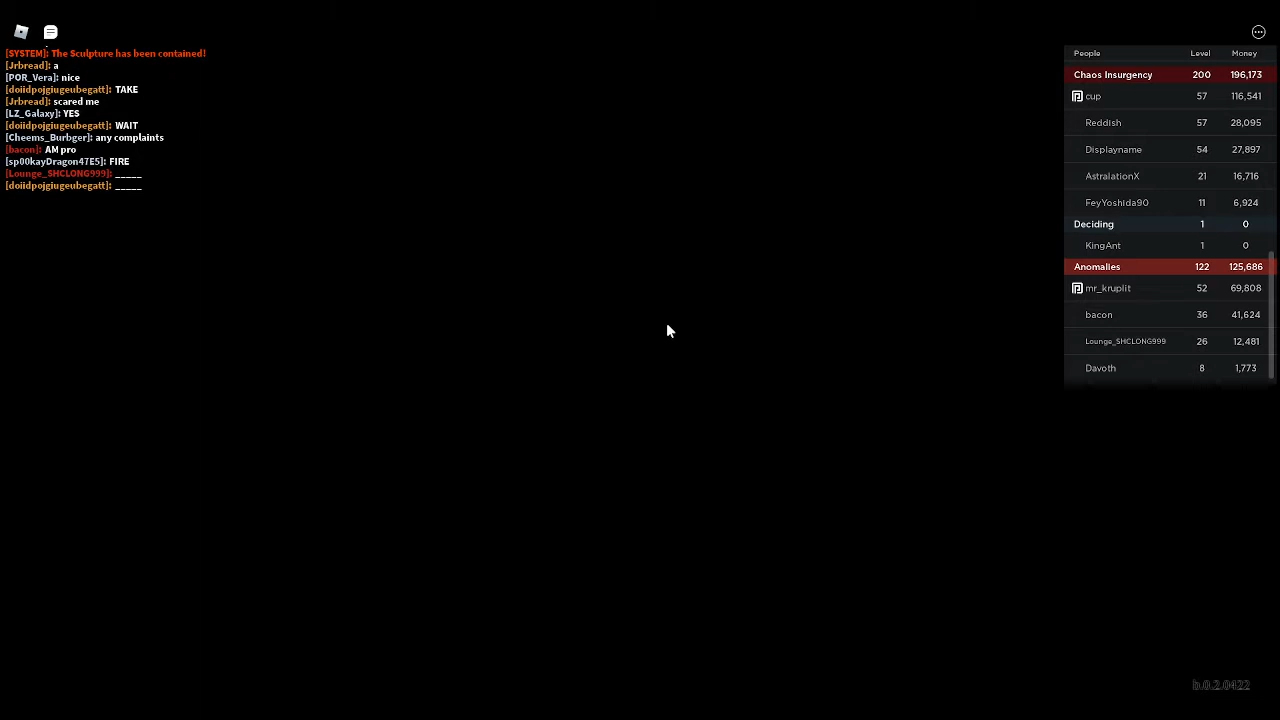 [SYSTEM]: The Sculpture has been contained!
[Jrbread]: a
[POR_Vera]: nice
[doiidpojgiugeubegatt]: TAKE
[Jrbread]: scared me
[LZ_Galaxy]: YES
[doiidpojgiugeubegatt]: WAIT
[Cheems_Burbger]: any complaints
[bacon]: AM pro
[sp00kayDragon47E5]: FIRE
[Lounge_SHCLONG999]: _____
[doiidpojgiugeubegatt]: _____
People Level Money
Chaos Insurgency 200 196,173
cup 57 116,541
Reddish 57 28,095
Displayname 54 27,897
AstralationX 21 16,716
FeyYoshida90 11 6,924
Deciding 1 0
KingAnt 1 0
Anomalies 122 125,686
mr_kruplit 52 69,808
bacon 36 41,624
Lounge_SHCLONG999 26 12,481
Davoth 8 1,773
b.0.2.0422